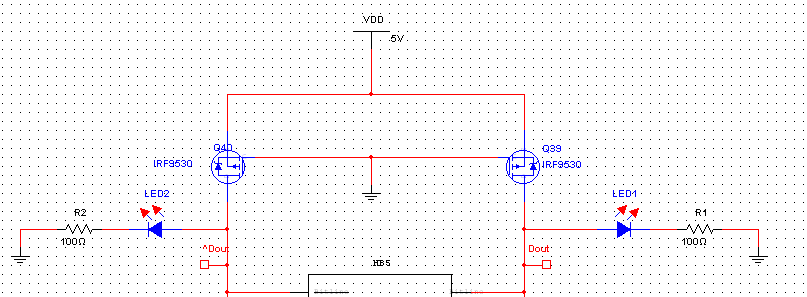 VDD
5V
Q40
Q39
IRF9530
IRF9530
LED2
LED1
R2
R1
100Ω
100Ω
^Dout
Dout
HB5